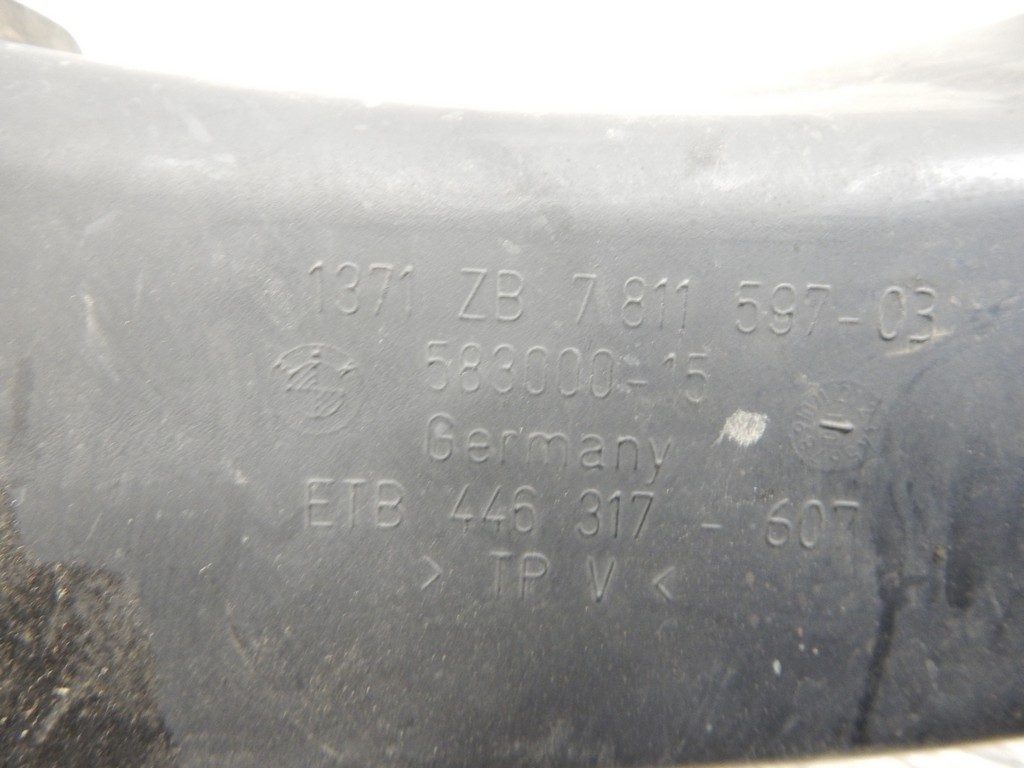 1371 ZB 7 811 597-03
583000-15
Germany
ETB 446 317 - 607
> TP V <